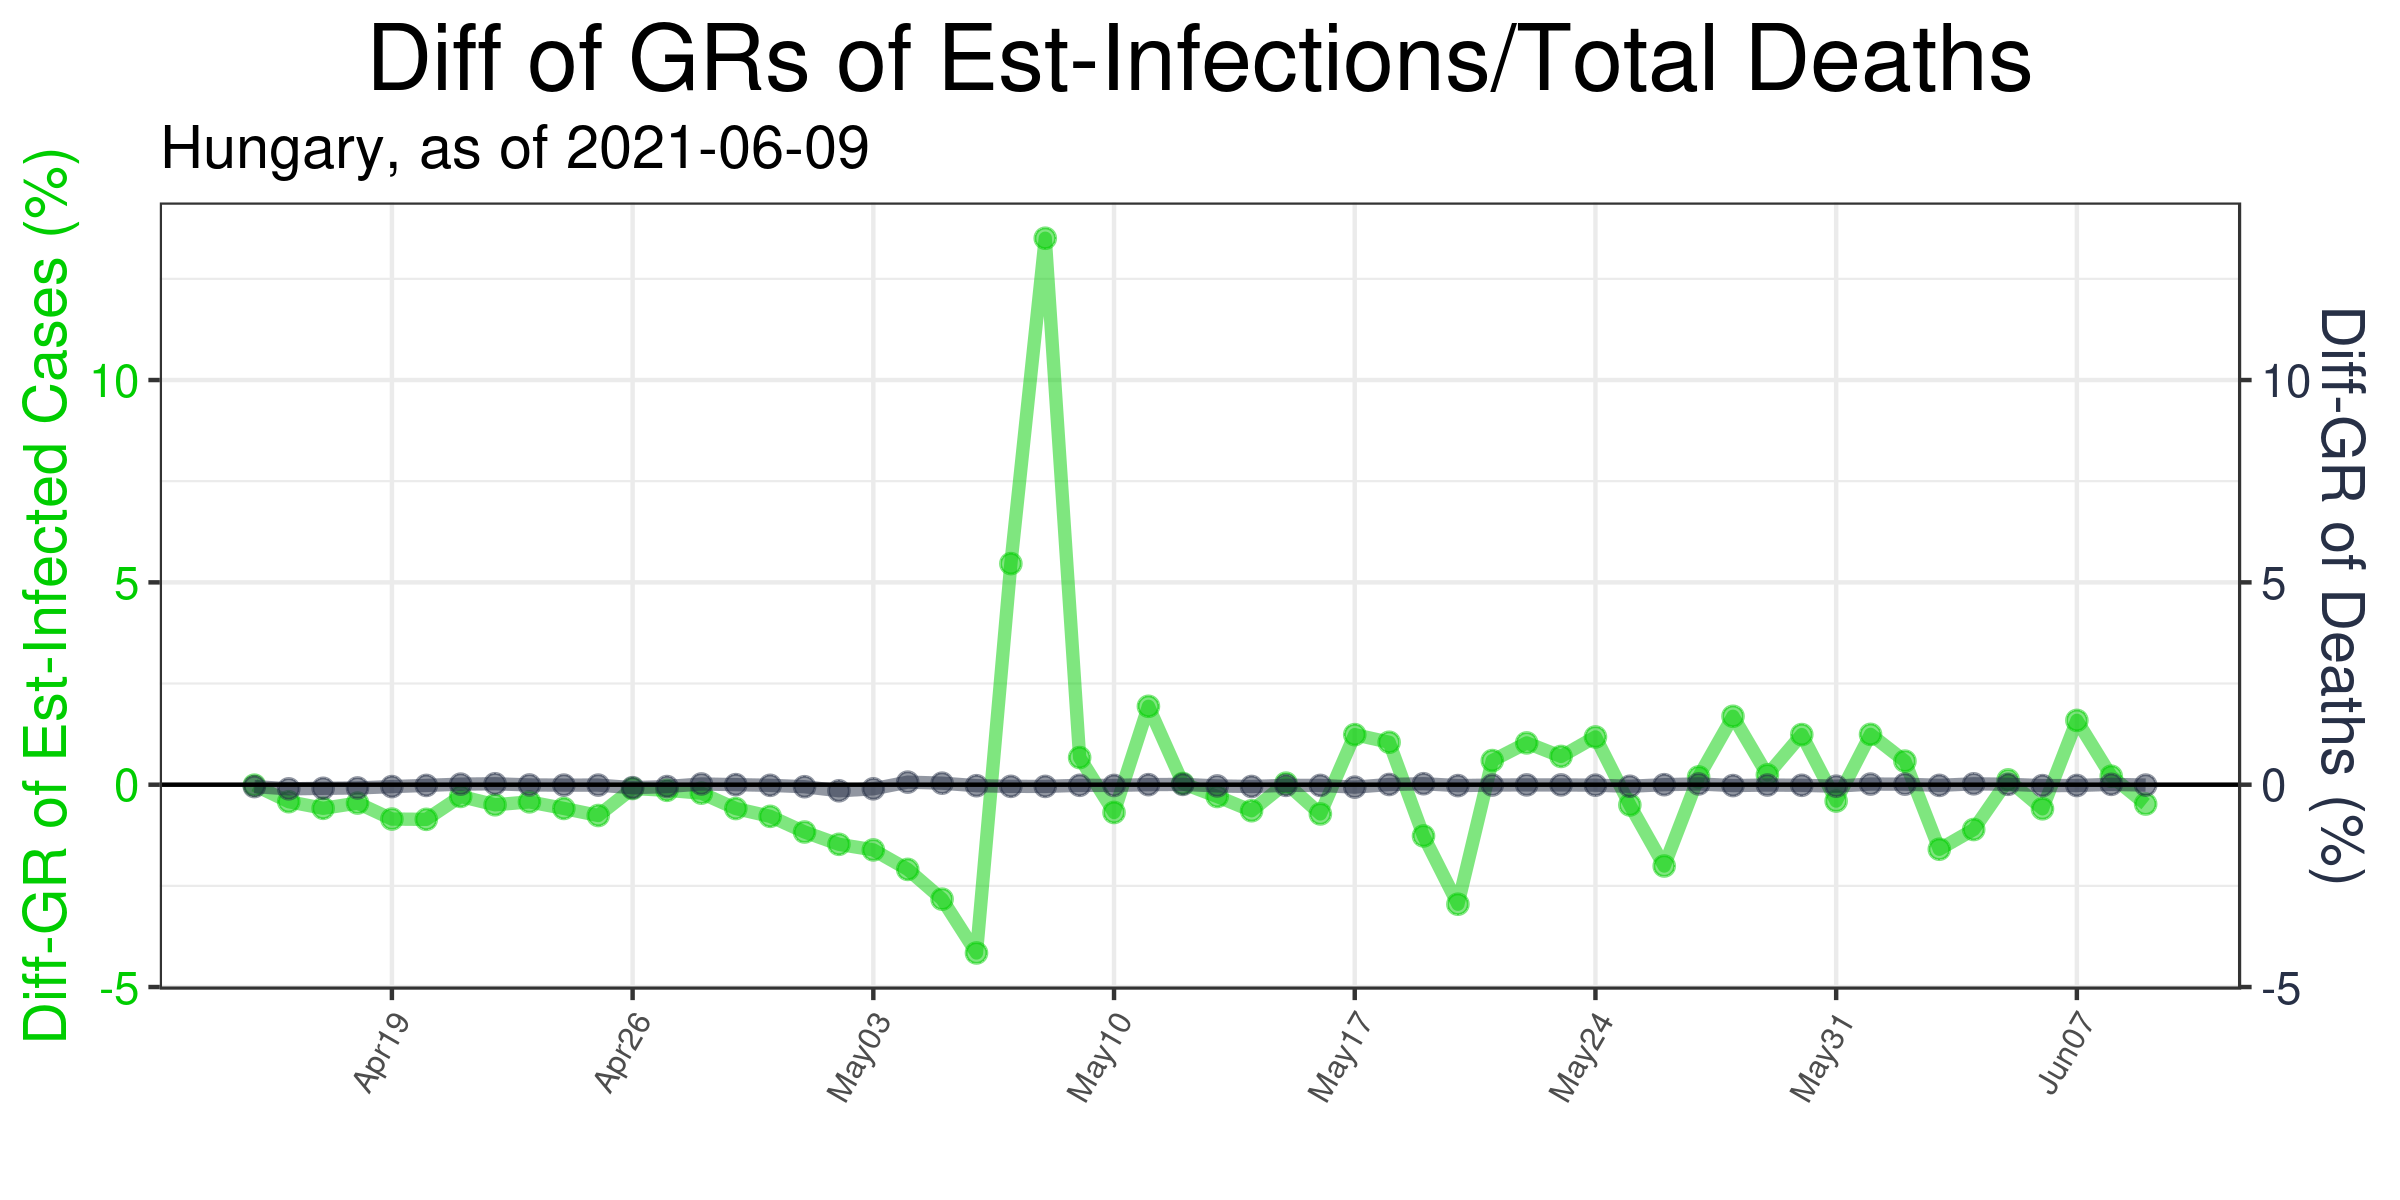 Diff of GRs of Est-Infections/Total Deaths
Hungary, as of 2021-06-09
Diff-GR of Est-Infected Cases (%)
10
5
0
-5
10
5
0
-5
Diff-GR of Deaths (%)
Apr19
Apr26
May03
May10
May17
May24
May31
Jun07